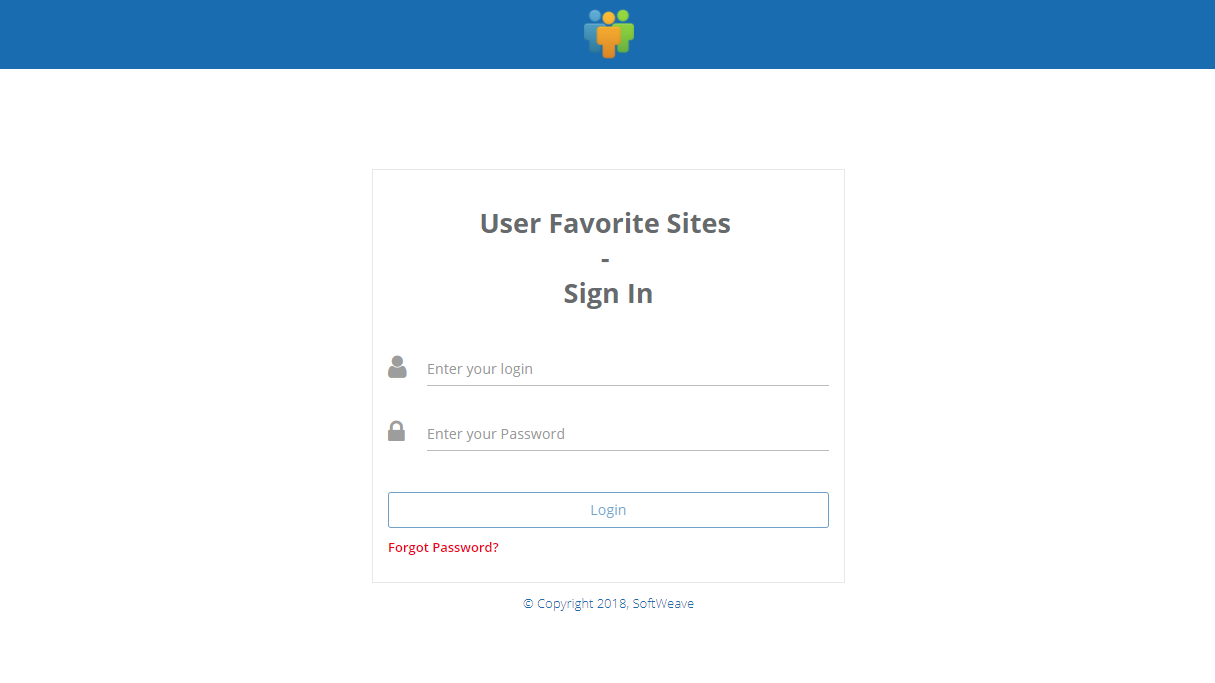 User Favorite Sites
-
Sign In
Enter your login
Enter your Password
Login
Forgot Password?
© Copyright 2018, SoftWeave